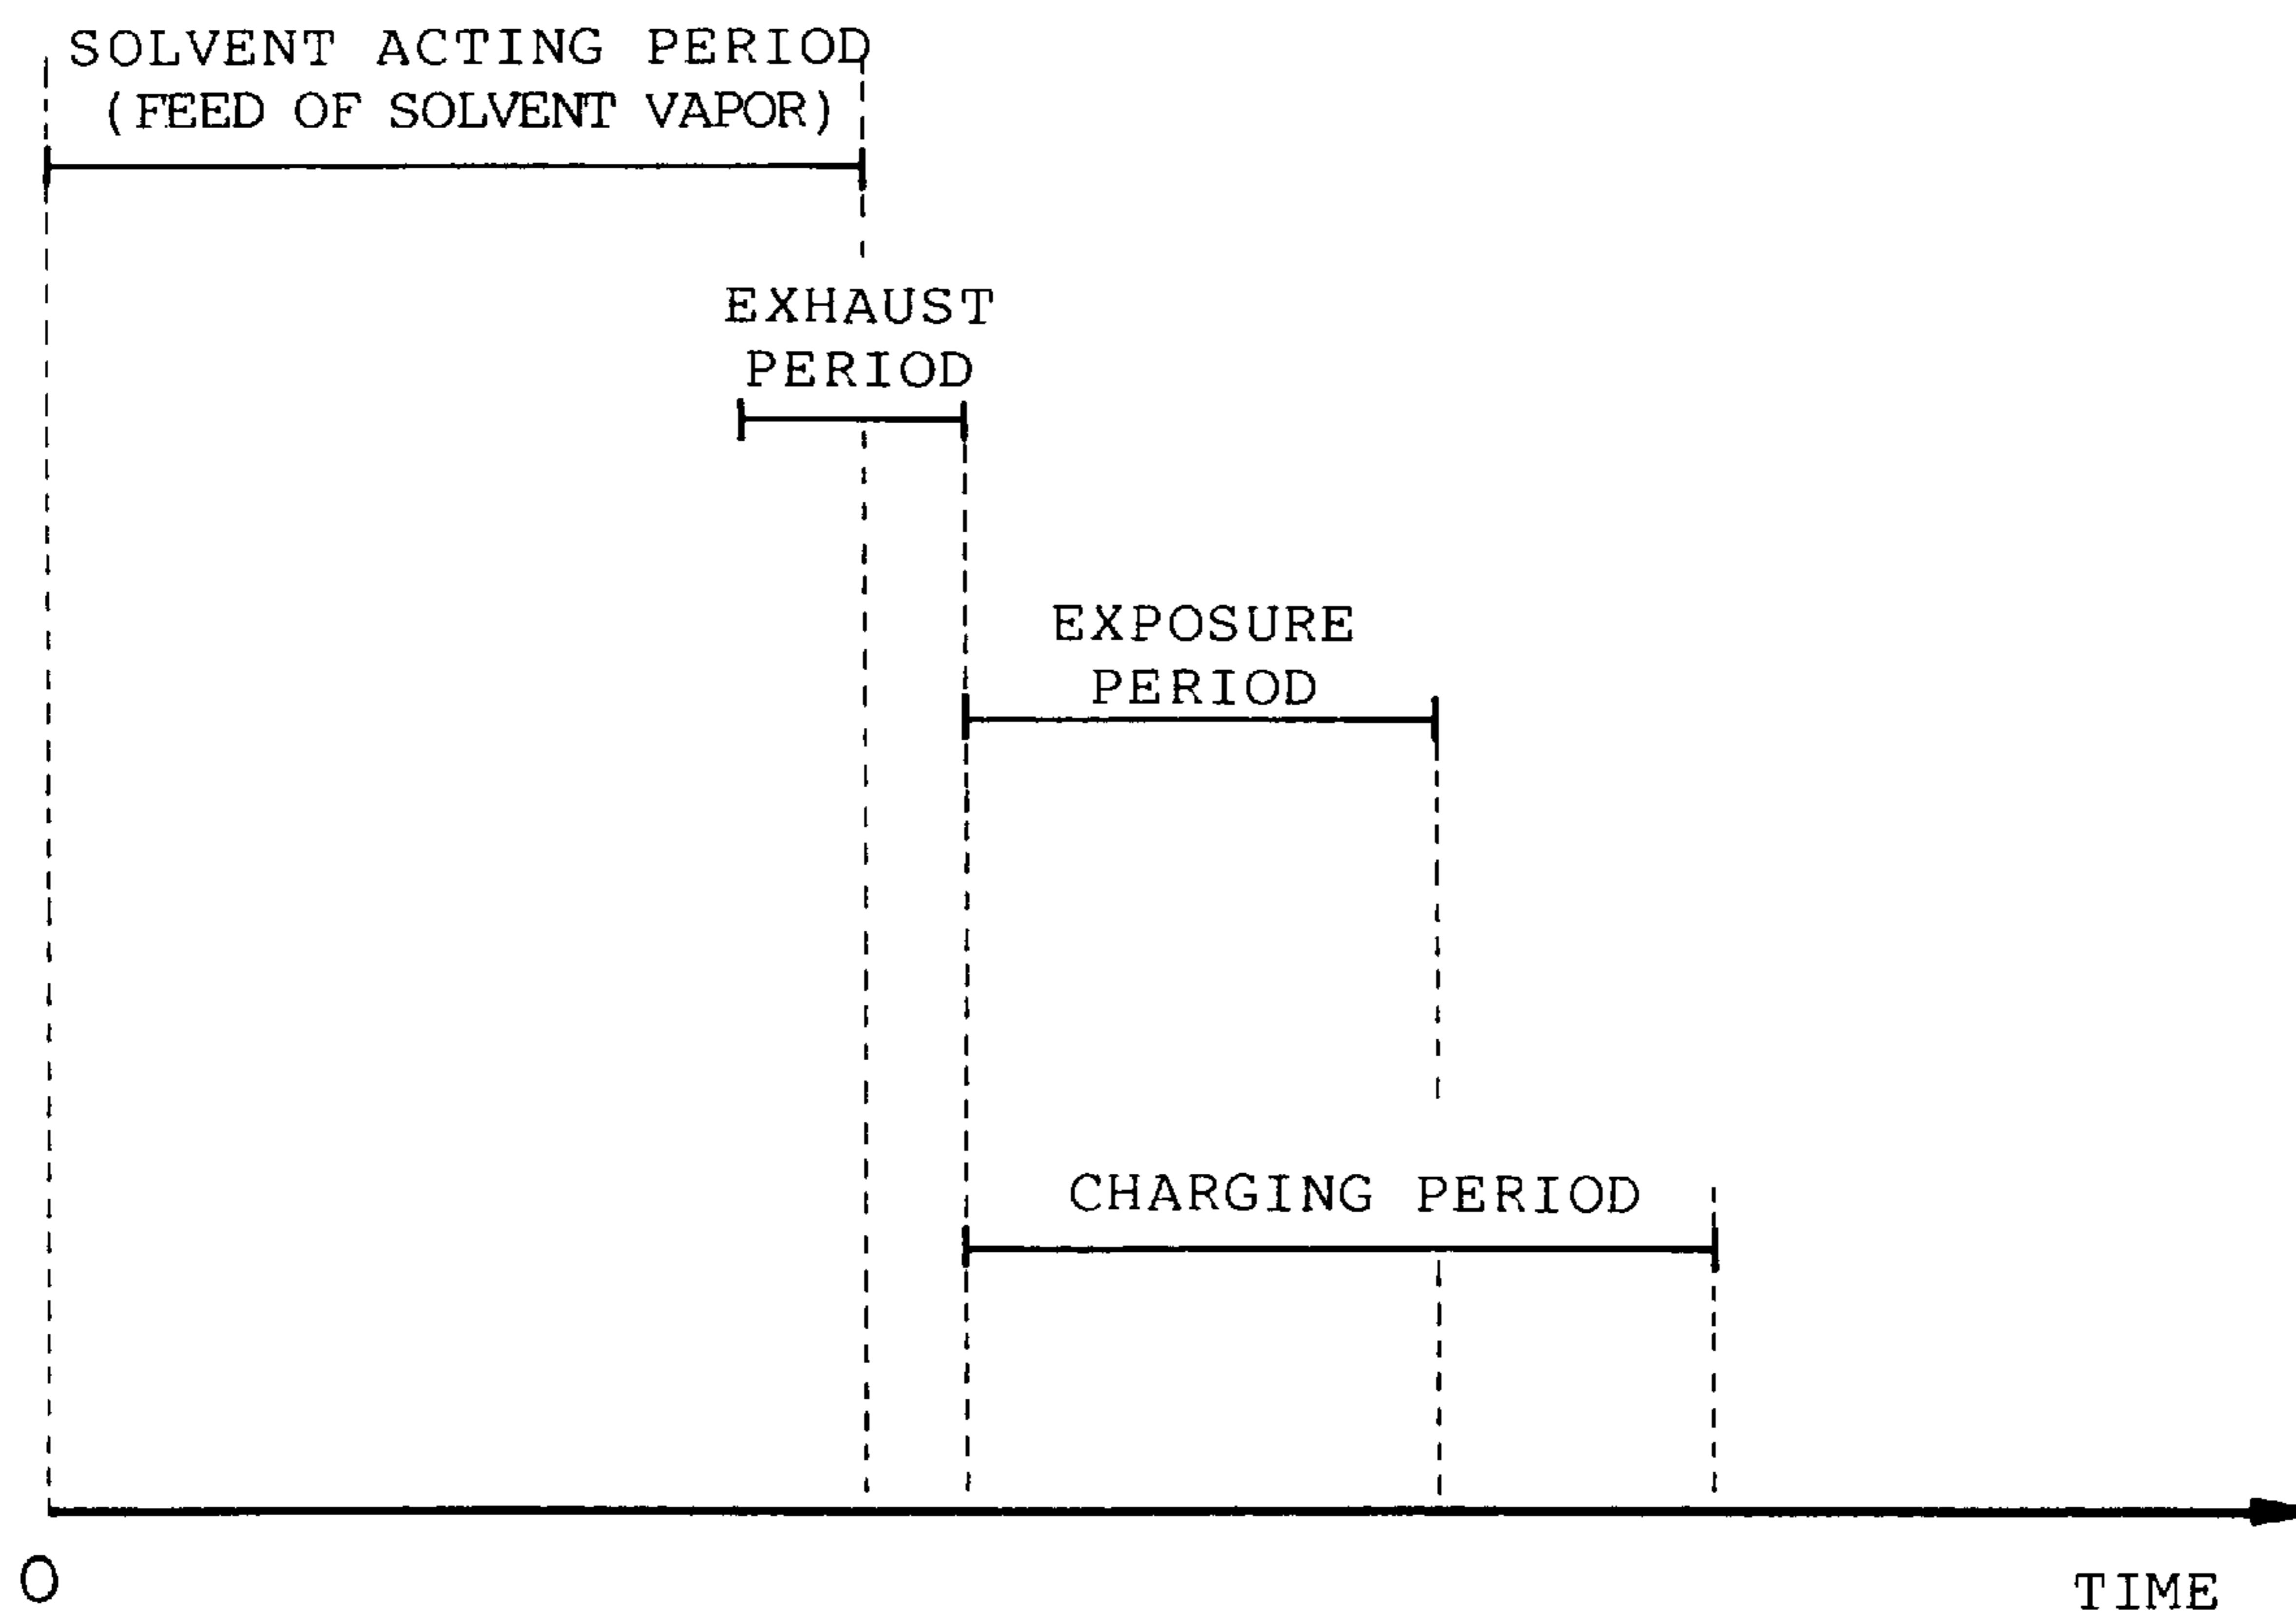 SOLVENT ACTING PERIOD
(FEED OF SOLVENT VAPOR)
EXHAUST
PERIOD
EXPOSURE
PERIOD
CHARGING PERIOD
O
TIME